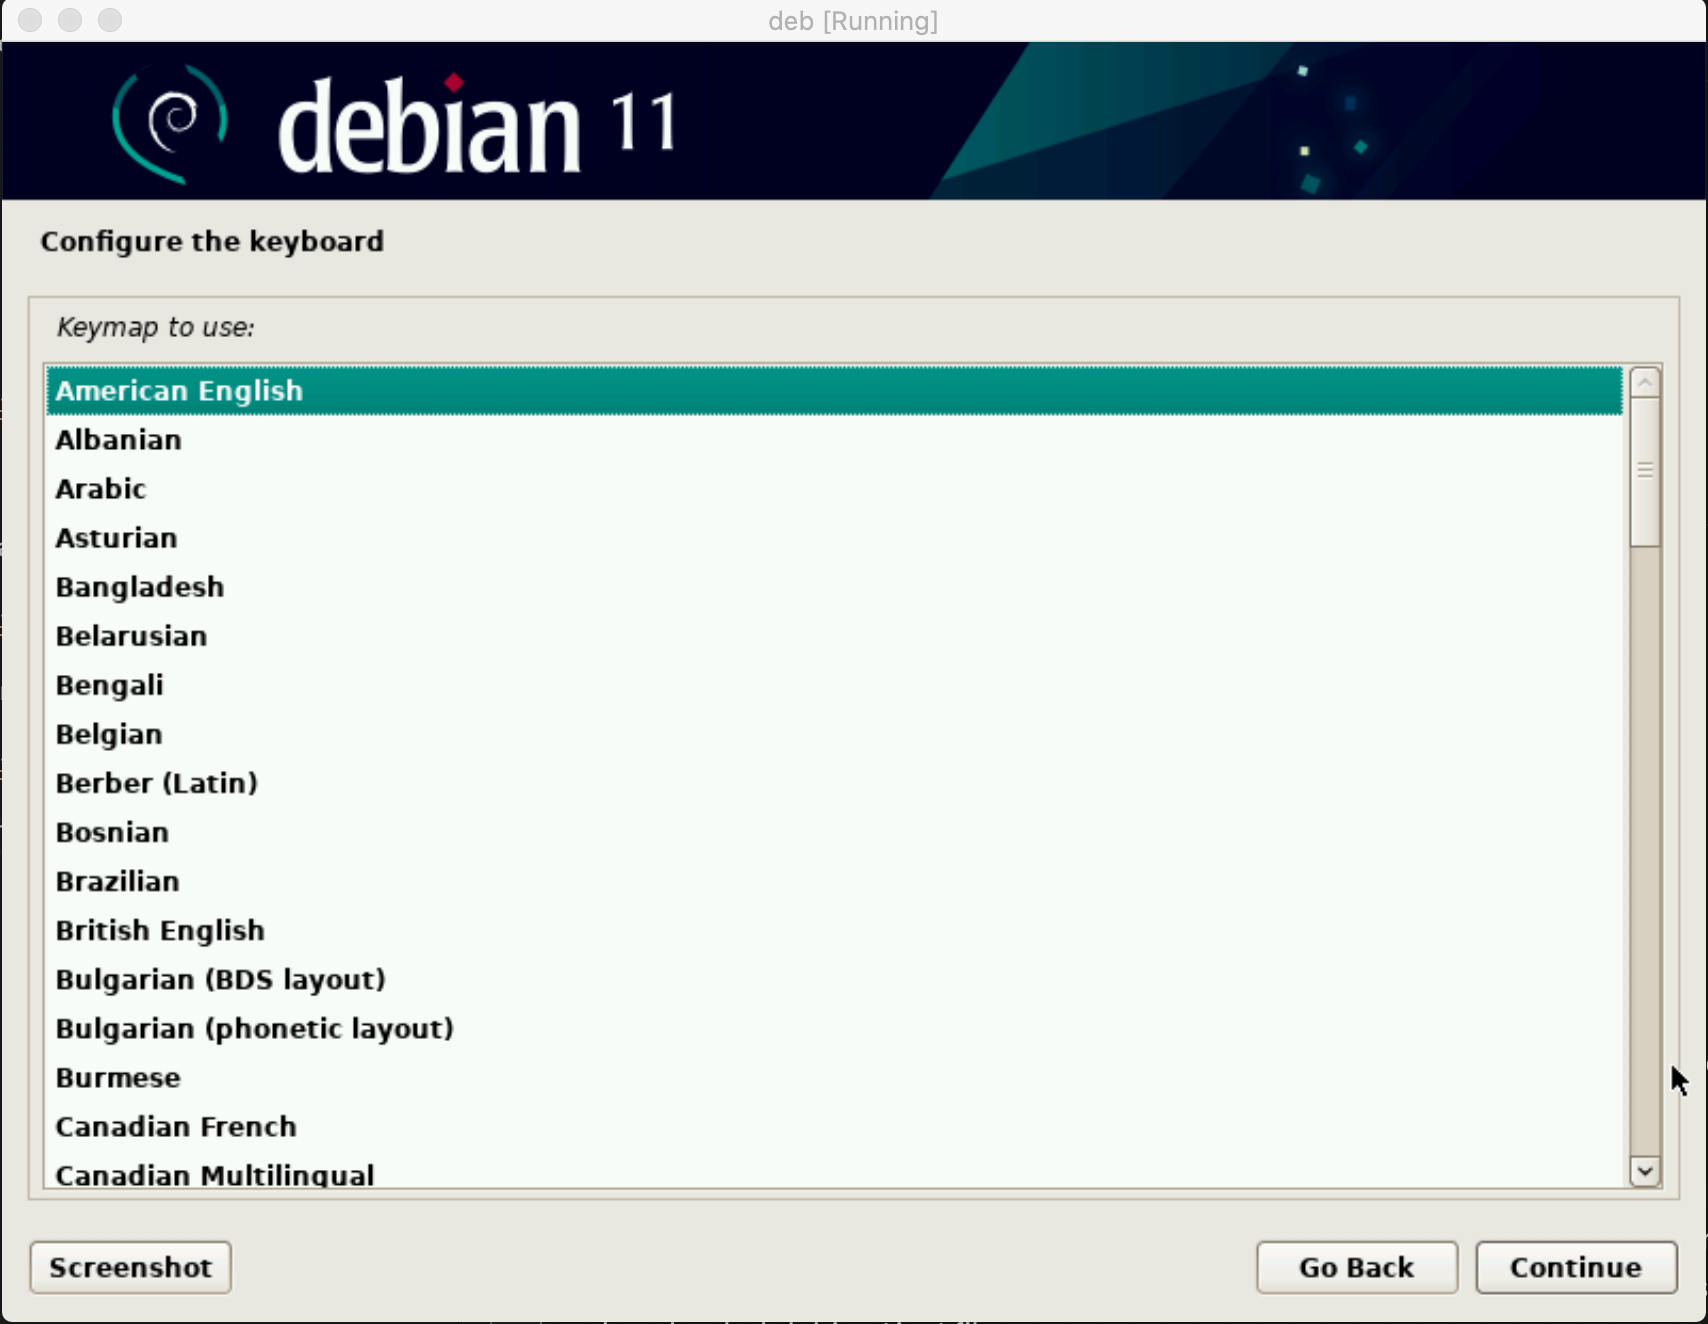 deb [Running]
debian 11
Configure the keyboard
Keymap to use:
American English
Albanian
Arabic
Asturian
Bangladesh
Belarusian
Bengali
Belgian
Berber (Latin)
Bosnian
Brazilian
British English
Bulgarian (BDS layout)
Bulgarian (phonetic layout)
Burmese
Canadian French
Canadian Multilingual
Screenshot
Go Back
Continue